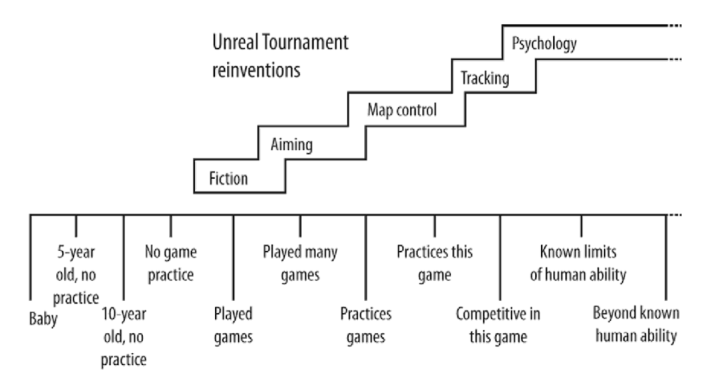 Unreal Tournament
reinventions
Psychology
Tracking
Map control
Aiming
Fiction
Baby
5-year
old, no
practice
10-year
old, no
practice
No game
practice
Played
games
Played many
games
Practices
games
Practices this
game
Competitive in
this game
Known limits
of human ability
Beyond known
human ability